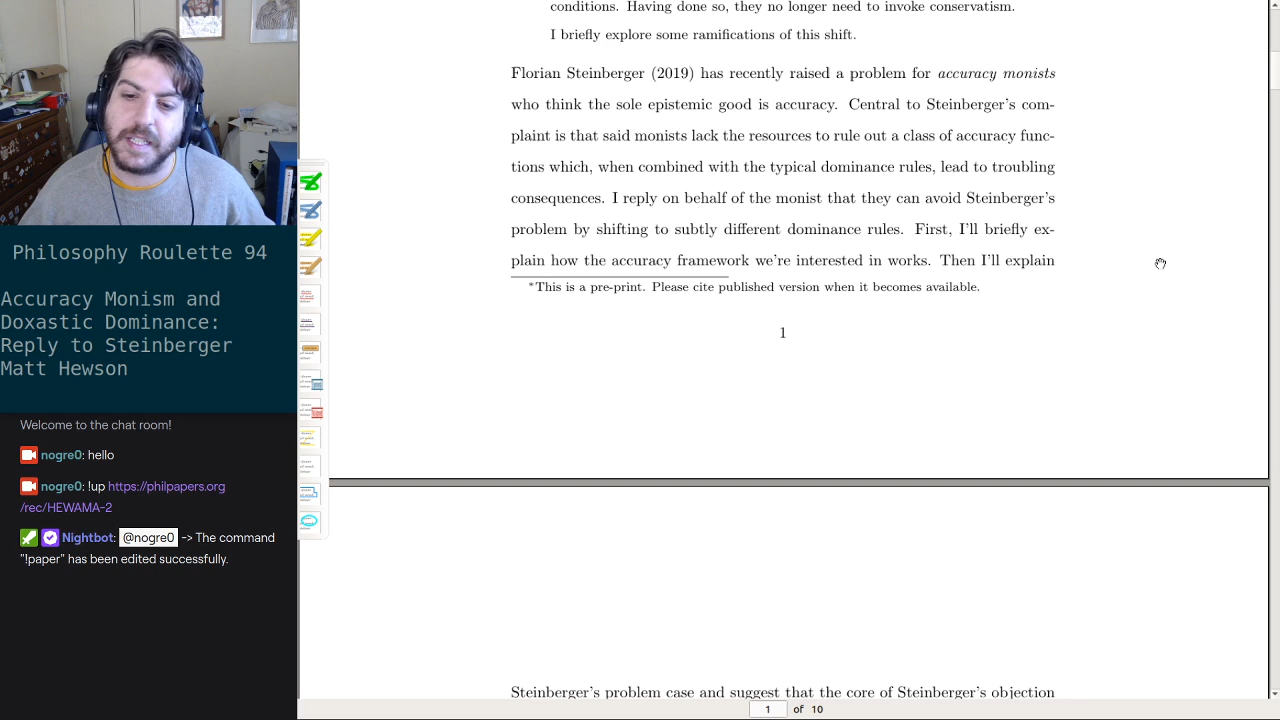 conditions. Having done so, they no longer need to invoke conservatism.
I briefly explore some ramifications of this shift.
Florian Steinberger (2019) has recently raised a problem for accuracy monists
who think the sole epistemic good is accuracy. Central to Steinberger's com-
plaint is that said monists lack the resources to rule out a class of accuracy func-
tions that, when combined with a typical dominance norm, lead to damning
consequences. I reply on behalf of the monist that they can avoid Steinberger's
problem by shifting to subtly different dominance rules. First, I'll briefly ex-
plain how the accuracy framework we're interested in works. Then I'll explain
*This is a pre-print. Please cite the published version once it becomes available.
1
Steinberger's problem case and suggest that the core of Steinberger's objection
Philosophy Roulette 94
Accuracy Monism and
Doxastic Dominance:
Reply to Steinberger
Matt Hewson
Welcome to the chat room!
nogre0: hello
nogre0: !up https://philpapers.org
/rec/HEWAMA-2
Nightbot: @nogre0 -> The command
"!paper" has been edited successfully.
1 of 10